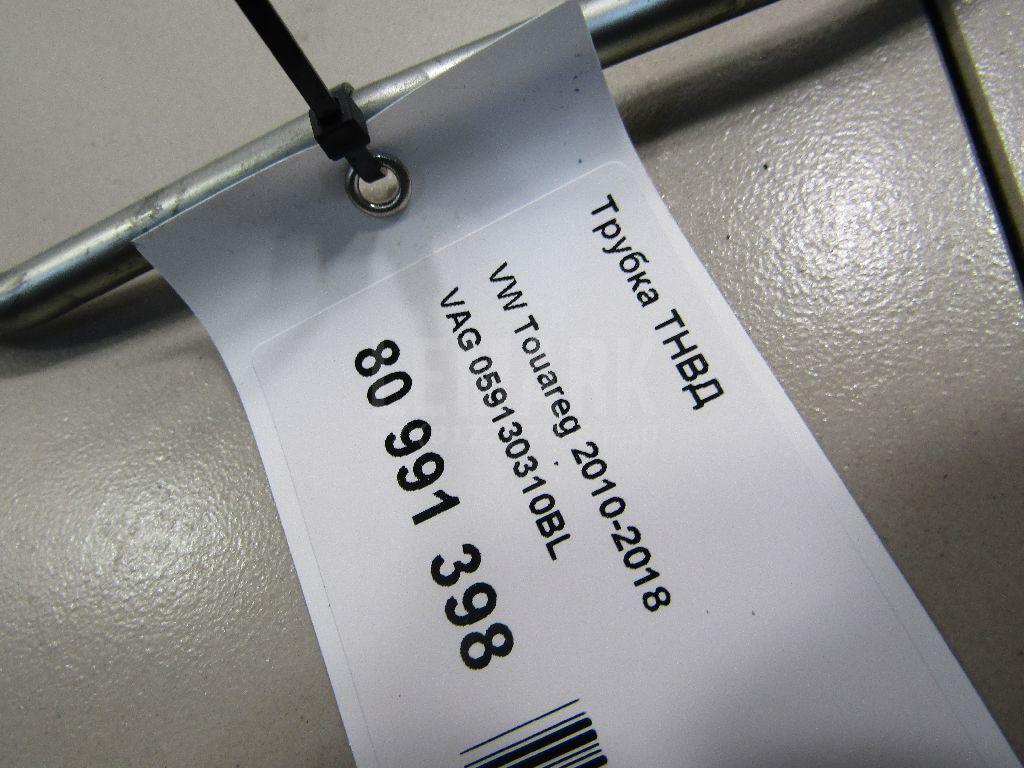 Трубка ТНВД
VW Touareg 2010-2018
VAG 059130310BL
80 991 398